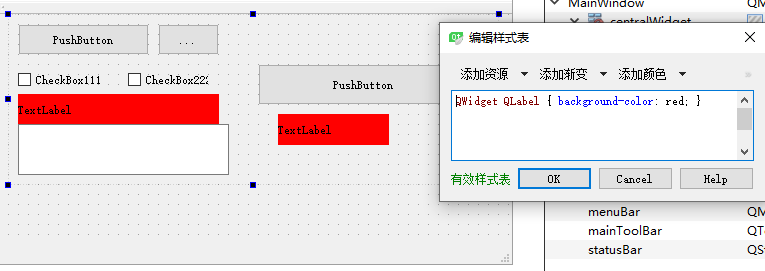 PushButton
...
CheckBox111
CheckBox222
TextLabel
PushButton
TextLabel
MainWindow
QM
centralWidget
编辑样式表
添加资源
添加渐变
添加颜色
»
QWidget QLabel { background-color: red; }
有效样式表
OK
Cancel
Help
menuBar
QM
mainToolBar
QT
statusBar
QSt